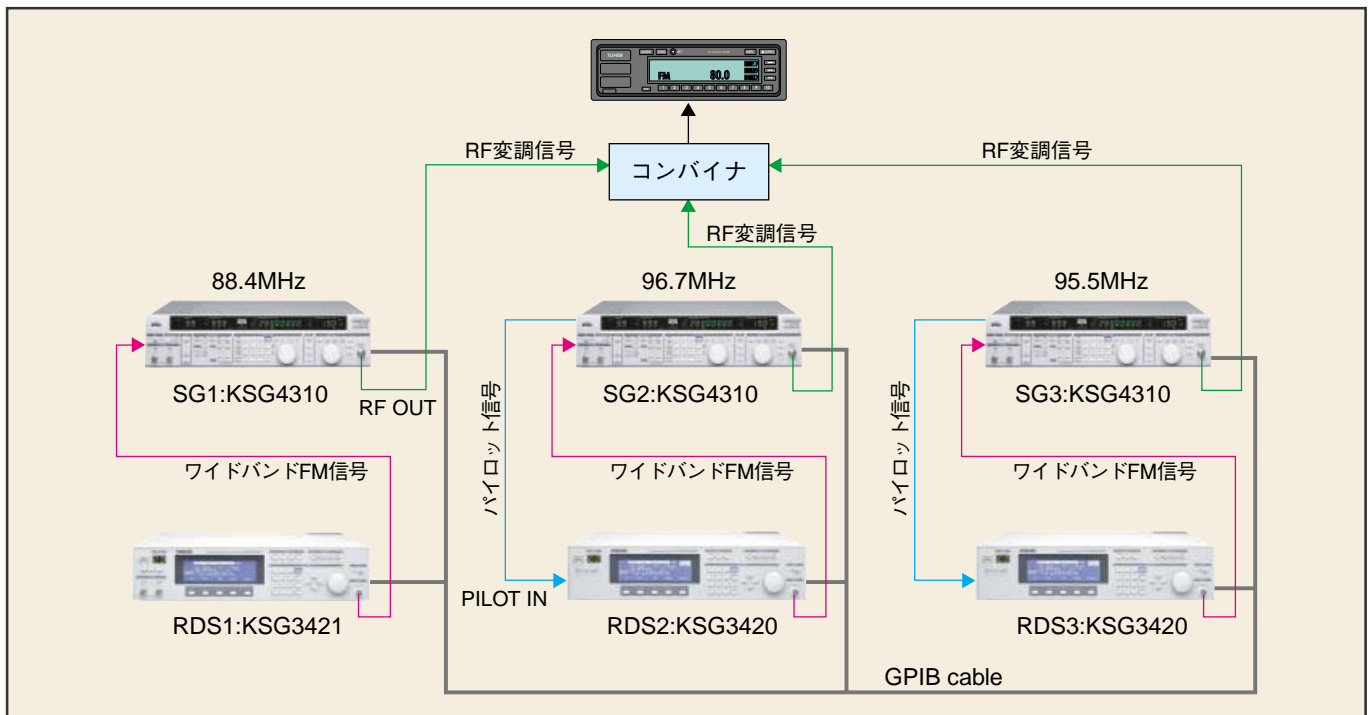 TUNER
FM 80.0
RF変調信号
コンバイナ
RF変調信号
RF変調信号
88.4MHz
96.7MHz
95.5MHz
SG1:KSG4310
RF OUT
SG2:KSG4310
SG3:KSG4310
パイロット信号
パイロット信号
ワイドバンドFM信号
ワイドバンドFM信号
ワイドバンドFM信号
PILOT IN
RDS1:KSG3421
RDS2:KSG3420
RDS3:KSG3420
GPIB cable